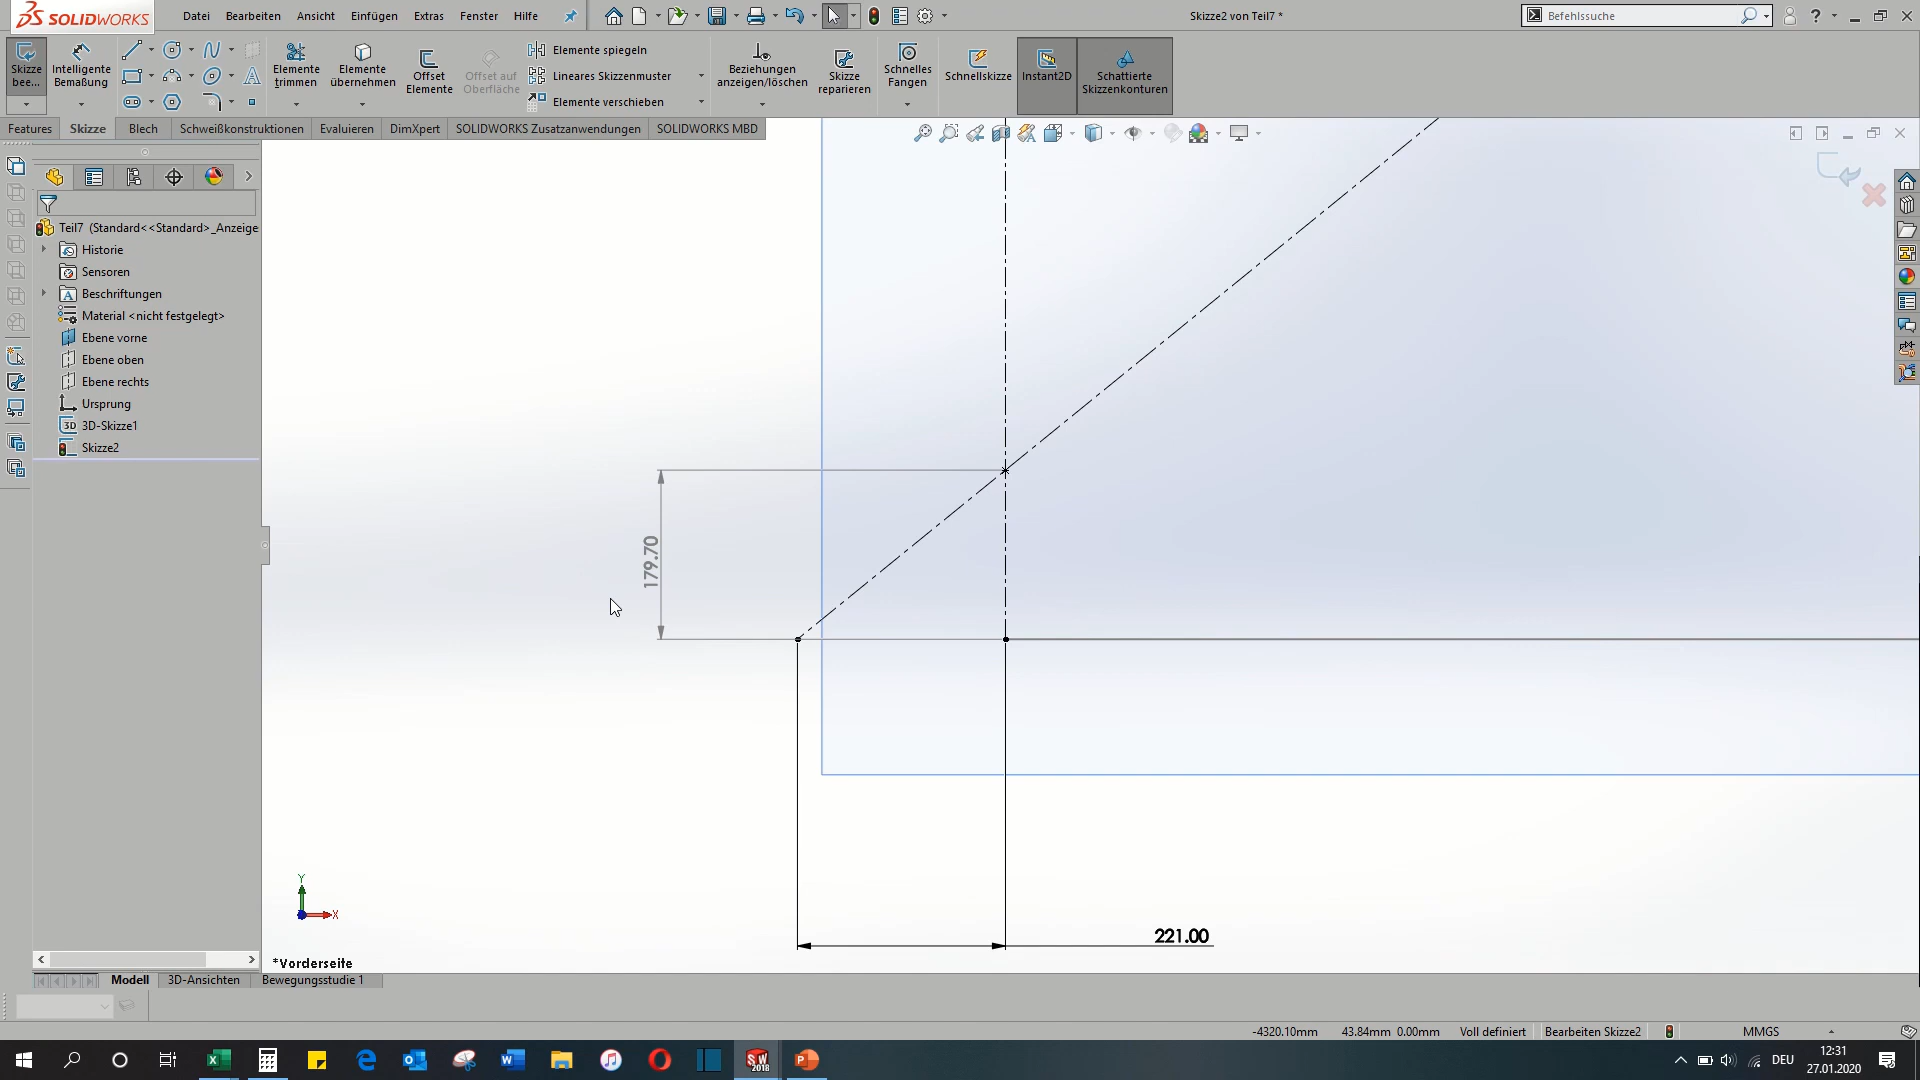 SOLIDWORKS
Datei Bearbeiten Ansicht Einfügen Extras Fenster Hilfe
Skizze2 von Teil7 *
Befehlssuche
?
Skizze bee...
Intelligente Bemaßung
A
Elemente trimmen
Elemente übernehmen
Offset Elemente
Offset auf Oberfläche
Elemente spiegeln
Lineares Skizzenmuster
Elemente verschieben
Beziehungen anzeigen/löschen
Skizze reparieren
Schnelles Fangen
Schnellskizze
Instant2D
Schattierte Skizzenkonturen
Features Skizze Blech Schweißkonstruktionen Evaluieren DimXpert SOLIDWORKS Zusatzanwendungen SOLIDWORKS MBD
Teil7 (Standard<<Standard>_Anzeige
Historie
Sensoren
A Beschriftungen
Material <nicht festgelegt>
Ebene vorne
Ebene oben
Ebene rechts
Ursprung
3D 3D-Skizze1
Skizze2
179.70
221.00
Y
X
*Vorderseite
Modell 3D-Ansichten Bewegungsstudie 1
-4320.10mm 43.84mm 0.00mm Voll definiert Bearbeiten Skizze2 MMGS
SW 2018
DEU
12:31
27.01.2020